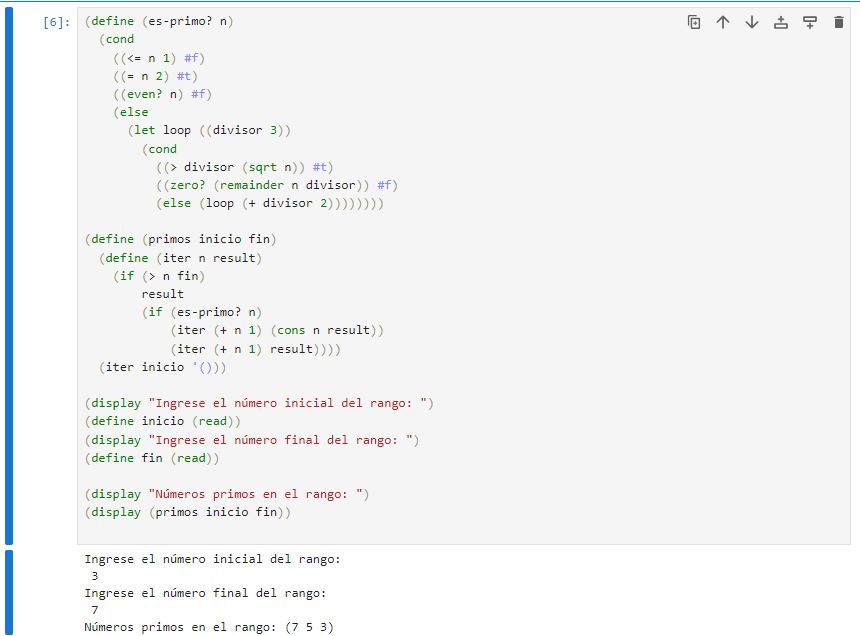 [6]: (define (es-primo? n)
  (cond
    ((<= n 1) #f)
    ((= n 2) #t)
    ((even? n) #f)
    (else
      (let loop ((divisor 3))
        (cond
          ((> divisor (sqrt n)) #t)
          ((zero? (remainder n divisor)) #f)
          (else (loop (+ divisor 2))))))))

(define (primos inicio fin)
  (define (iter n result)
    (if (> n fin)
        result
        (if (es-primo? n)
            (iter (+ n 1) (cons n result))
            (iter (+ n 1) result))))
  (iter inicio '()))

(display "Ingrese el número inicial del rango: ")
(define inicio (read))
(display "Ingrese el número final del rango: ")
(define fin (read))

(display "Números primos en el rango: ")
(display (primos inicio fin))

Ingrese el número inicial del rango:
 3
Ingrese el número final del rango:
 7
Números primos en el rango: (7 5 3)